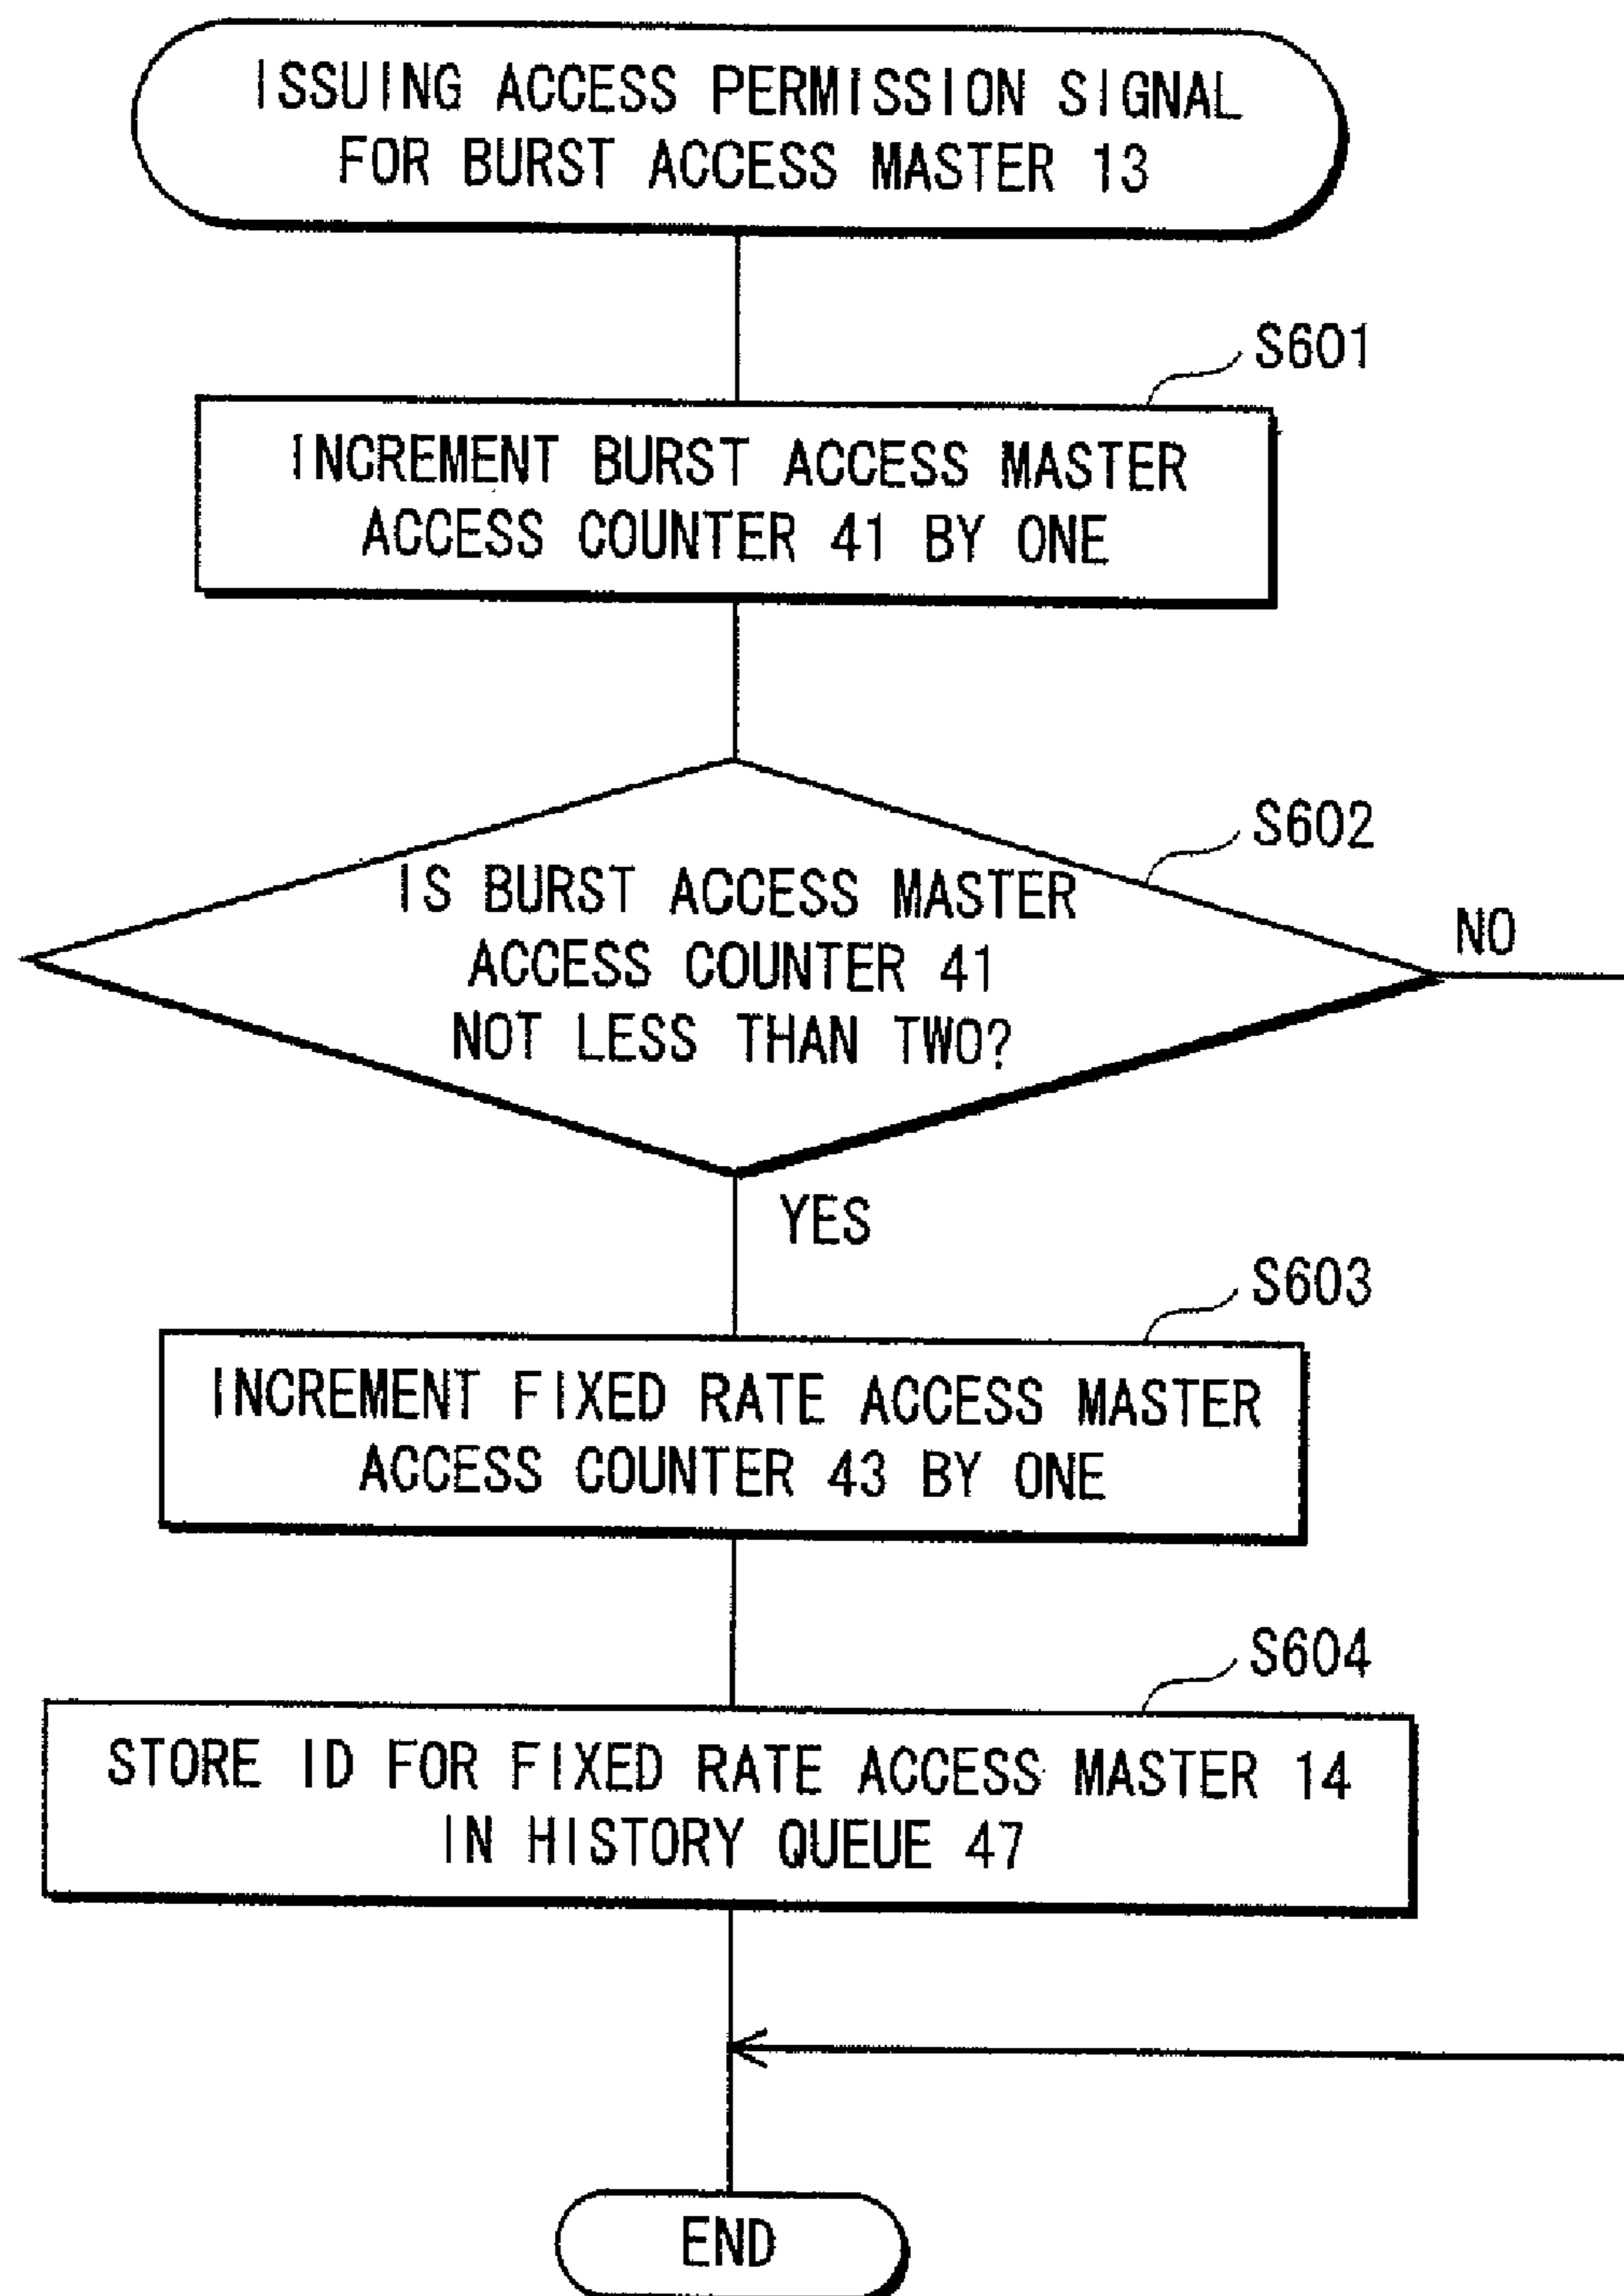 ISSUING ACCESS PERMISSION SIGNAL
FOR BURST ACCESS MASTER 13
S601
INCREMENT BURST ACCESS MASTER
ACCESS COUNTER 41 BY ONE
S602
IS BURST ACCESS MASTER
ACCESS COUNTER 41
NOT LESS THAN TWO?
NO
YES
S603
INCREMENT FIXED RATE ACCESS MASTER
ACCESS COUNTER 43 BY ONE
S604
STORE ID FOR FIXED RATE ACCESS MASTER 14
IN HISTORY QUEUE 47
END